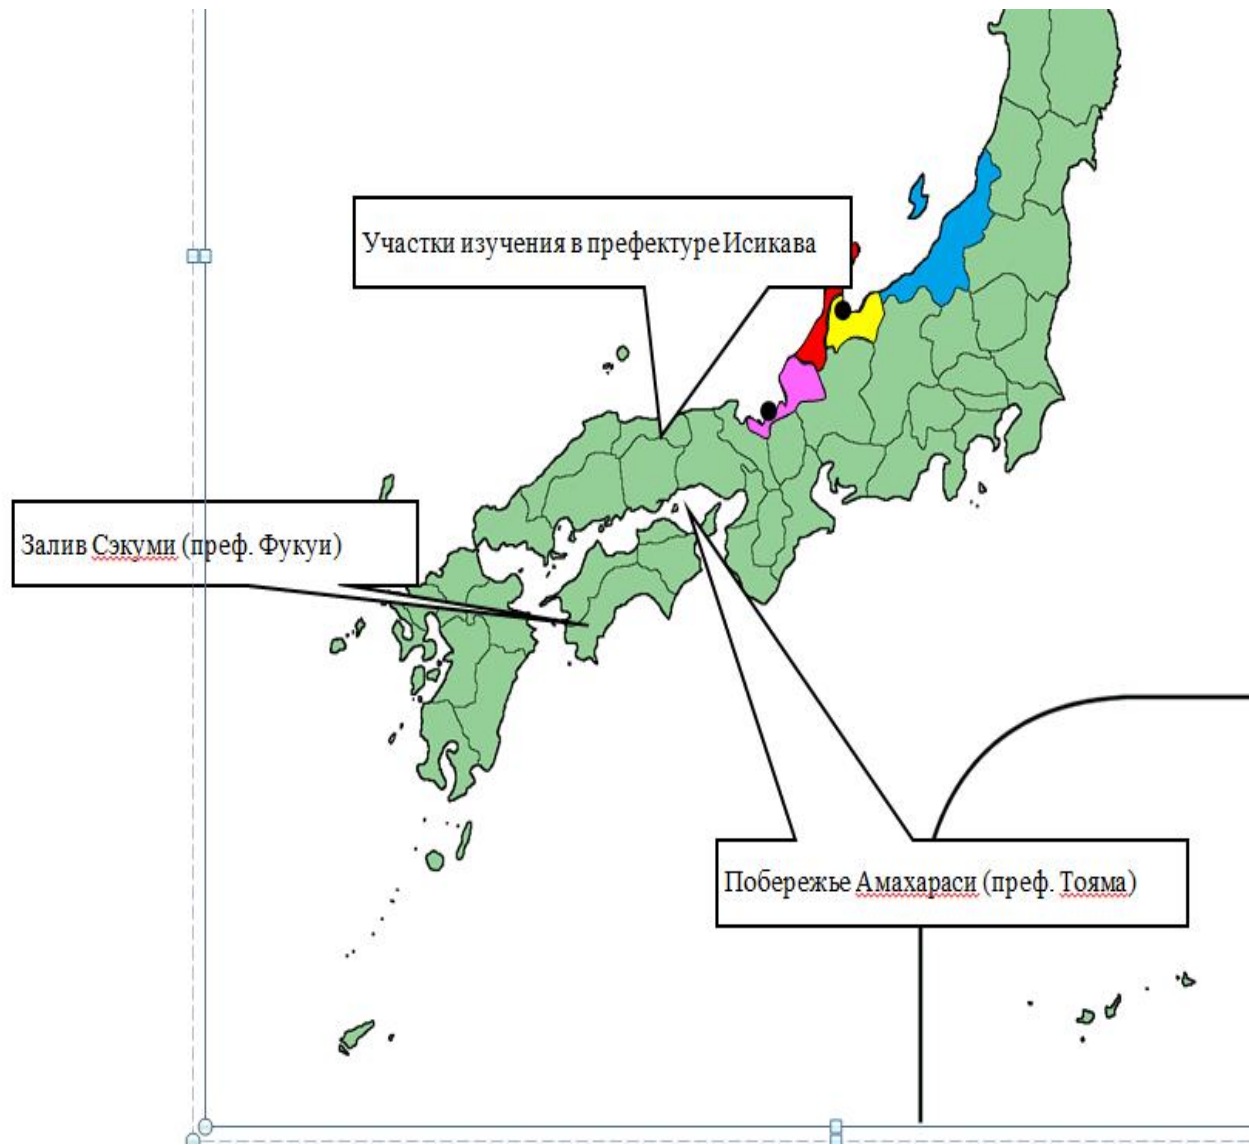 Участки изучения в префектуре Исикава
Залив Сэкуми (преф. Фукуи)
Побережье Амахараси (преф. Тояма)